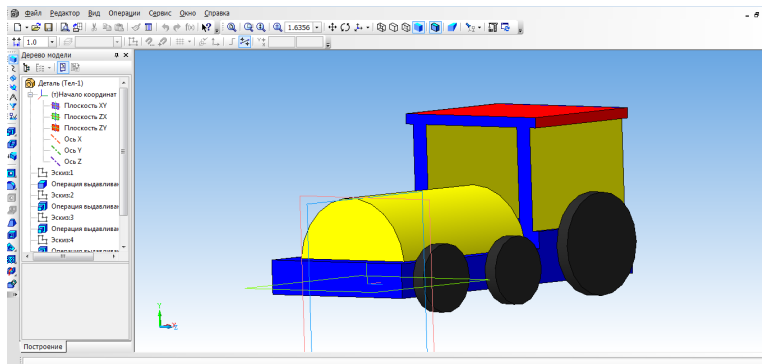 Файл Редактор Вид Операции Сервис Окно Справка
1.6356
1.0
Дерево модели
Деталь (Тел-1)
(т)Начало координат
Плоскость XY
Плоскость ZX
Плоскость ZY
Ось X
Ось Y
Ось Z
Эскиз:1
Операция выдавливан
Эскиз:2
Операция выдавливан
Эскиз:3
Операция выдавливан
Эскиз:4
Операция выдавливан
Построение
Y
Z
X